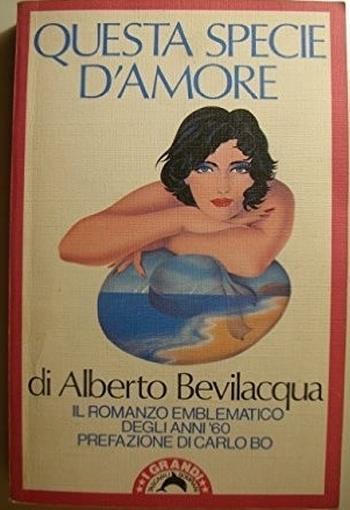 QUESTA SPECIE
D'AMORE
di Alberto Bevilacqua
IL ROMANZO EMBLEMATICO
DEGLI ANNI '60
PREFAZIONE DI CARLO BO
I GRANDI